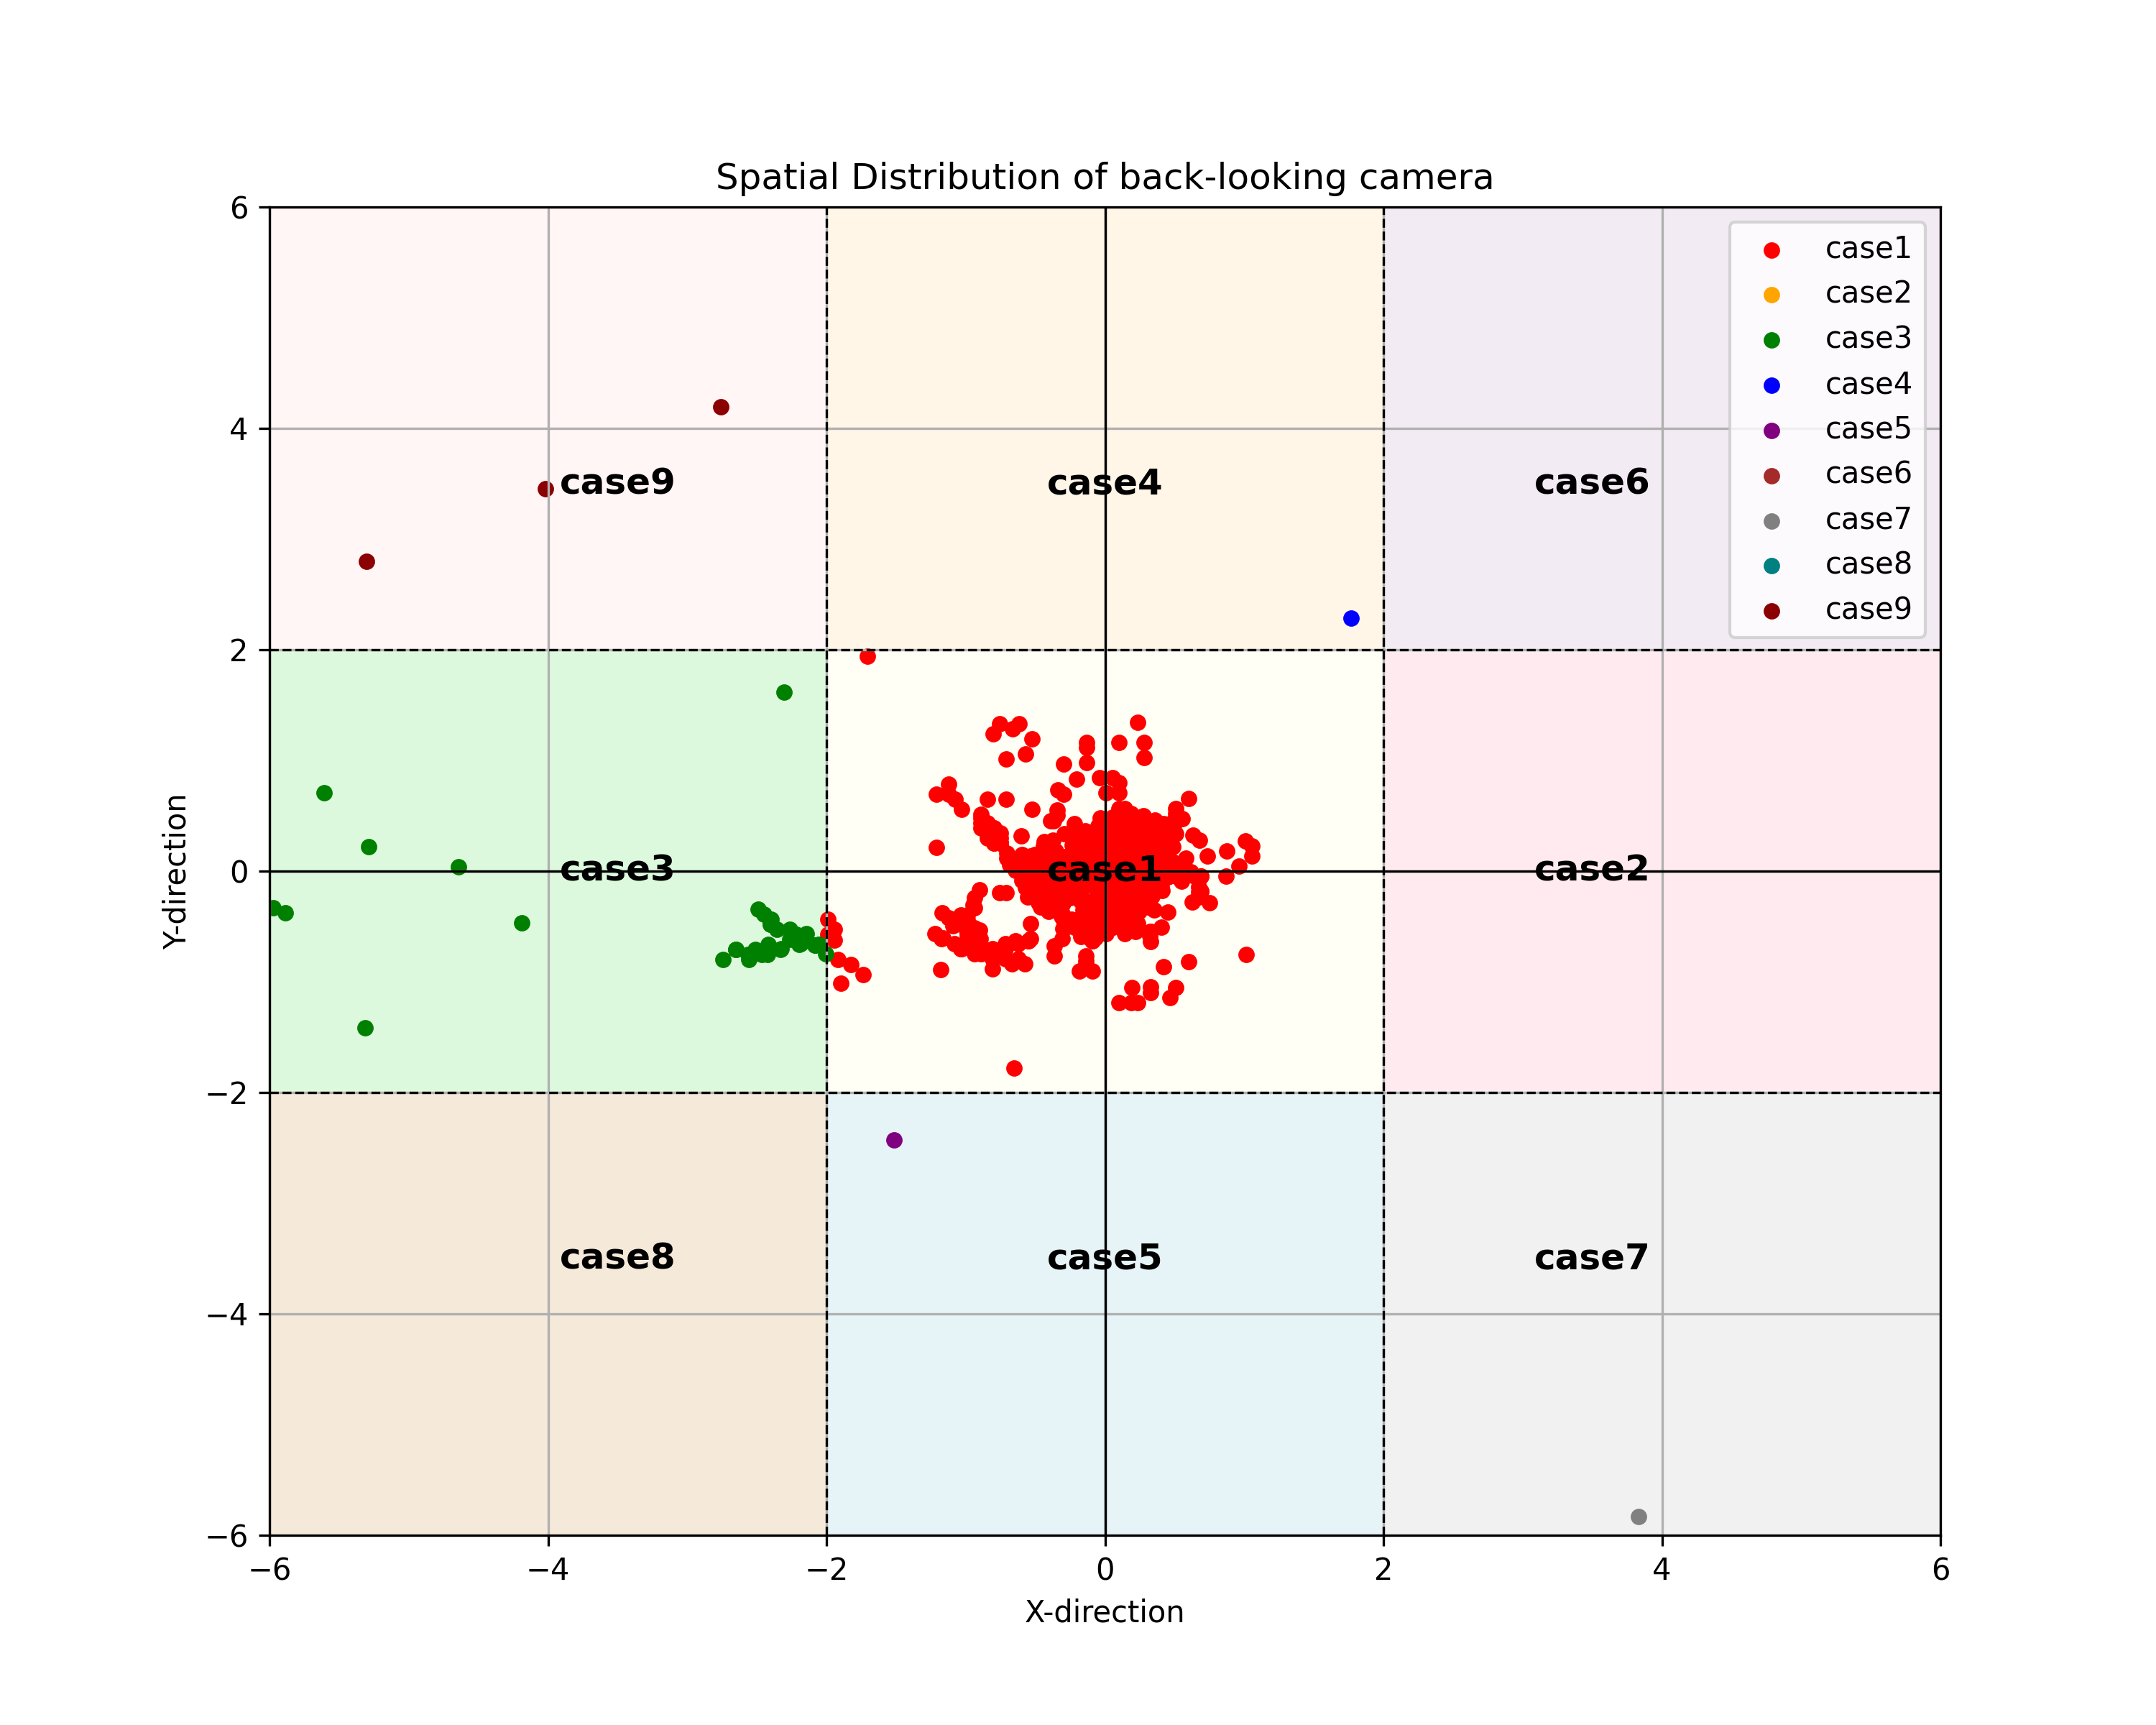 Spatial Distribution of back-looking camera
6
4
2
0
−2
−4
−6
Y-direction
case9
case4
case6
case3
case1
case2
case8
case5
case7
case1
case2
case3
case4
case5
case6
case7
case8
case9
−6
−4
−2
0
2
4
6
X-direction